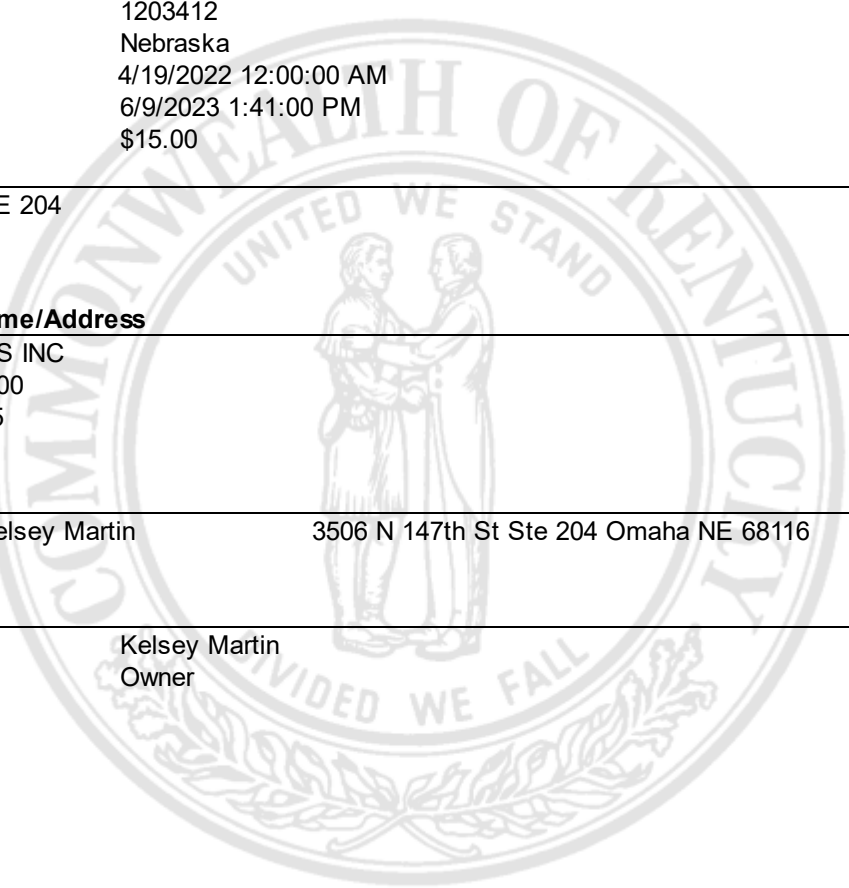 1203412
Nebraska
4/19/2022 12:00:00 AM
6/9/2023 1:41:00 PM
$15.00
E 204
me/Address
S INC
00
5
elsey Martin 3506 N 147th St Ste 204 Omaha NE 68116
Kelsey Martin
Owner
COMMONWEALTH OF KENTUCKY
UNITED WE STAND
DIVIDED WE FALL